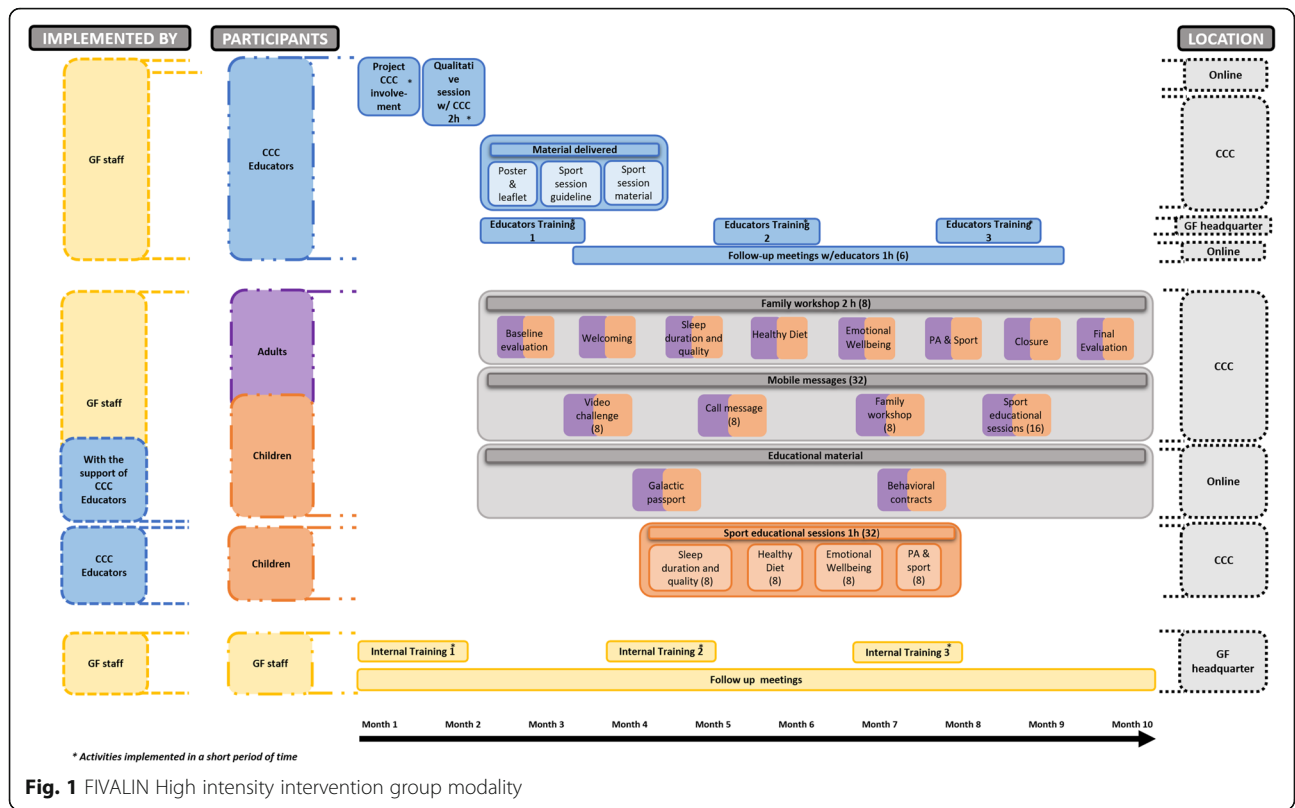 IMPLEMENTED BY
PARTICIPANTS
LOCATION
GF staff
CCC
Educators
Project
CCC *
involve-
ment
Qualitati
ve
session
w/ CCC
2h *
Online
Material delivered
Poster
&
leaflet
Sport
session
guideline
Sport
session
material
CCC
Educators Training *
1
Educators Training *
2
Educators Training *
3
GF headquarter
Follow-up meetings w/educators 1h (6)
Online
GF staff
With the
support of
CCC
Educators
Adults
Children
Family workshop 2 h (8)
Baseline
evaluation
Welcoming
Sleep
duration and
quality
Healthy Diet
Emotional
Wellbeing
PA & Sport
Closure
Final
Evaluation
CCC
Mobile messages (32)
Video
challenge
(8)
Call message
(8)
Family
workshop
(8)
Sport
educational
sessions (16)
Educational material
Galactic
passport
Behavioral
contracts
Online
CCC
Educators
Children
Sport educational sessions 1h (32)
Sleep
duration and
quality (8)
Healthy
Diet
(8)
Emotional
Wellbeing
(8)
PA &
sport
(8)
CCC
GF staff
GF staff
Internal Training 1 *
Internal Training 2 *
Internal Training 3 *
GF
headquarter
Follow up meetings
Month 1
Month 2
Month 3
Month 4
Month 5
Month 6
Month 7
Month 8
Month 9
Month 10
* Activities implemented in a short period of time
Fig. 1 FIVALIN High intensity intervention group modality